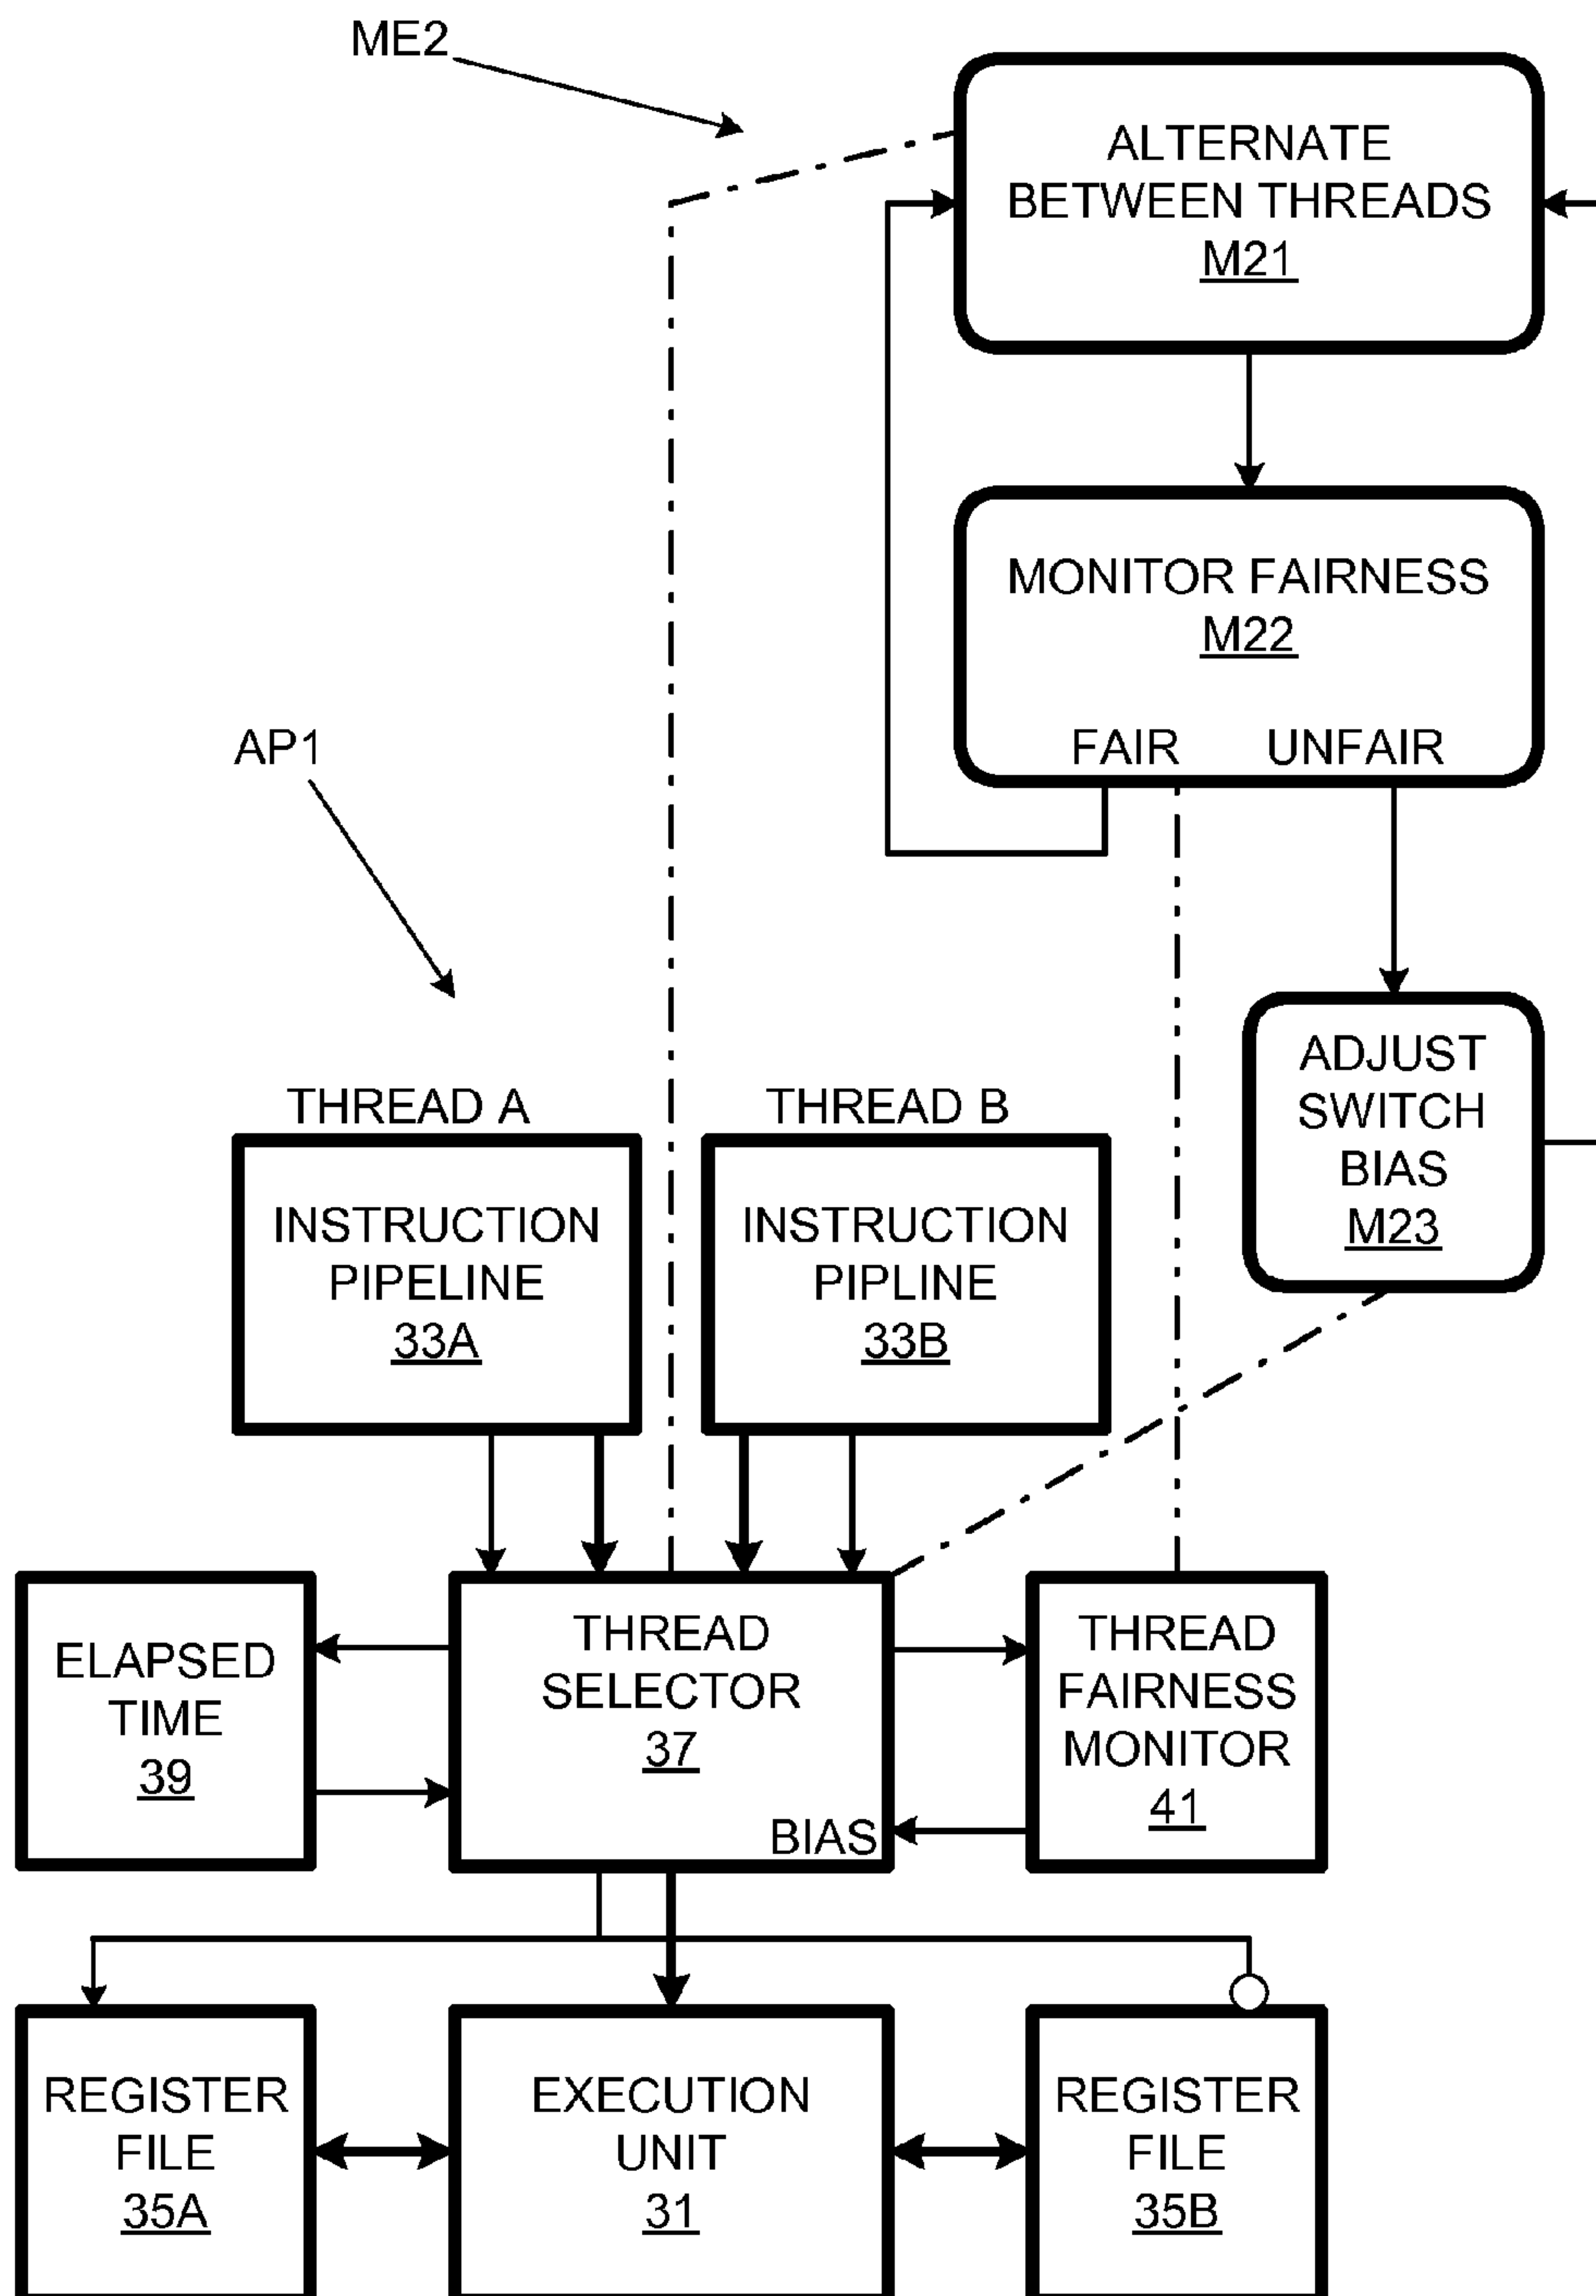 ME2
ALTERNATE
BETWEEN THREADS
M21
MONITOR FAIRNESS
M22
FAIR UNFAIR
AP1
ADJUST
SWITCH
BIAS
M23
THREAD A
INSTRUCTION
PIPELINE
33A
THREAD B
INSTRUCTION
PIPLINE
33B
ELAPSED
TIME
39
THREAD
SELECTOR
37
BIAS
THREAD
FAIRNESS
MONITOR
41
REGISTER
FILE
35A
EXECUTION
UNIT
31
REGISTER
FILE
35B